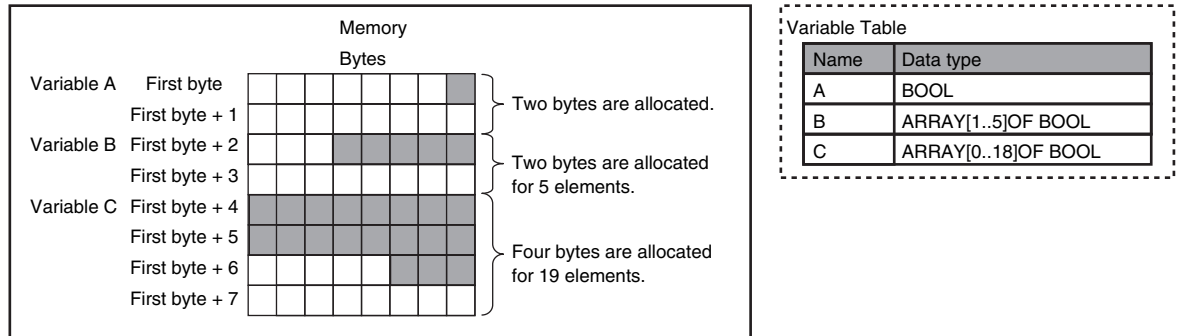 Memory
Bytes
Variable A First byte
First byte + 1
Two bytes are allocated.
Variable B First byte + 2
First byte + 3
Two bytes are allocated
for 5 elements.
Variable C First byte + 4
First byte + 5
First byte + 6
First byte + 7
Four bytes are allocated
for 19 elements.
Variable Table
Name Data type
A BOOL
B ARRAY[1..5]OF BOOL
C ARRAY[0..18]OF BOOL